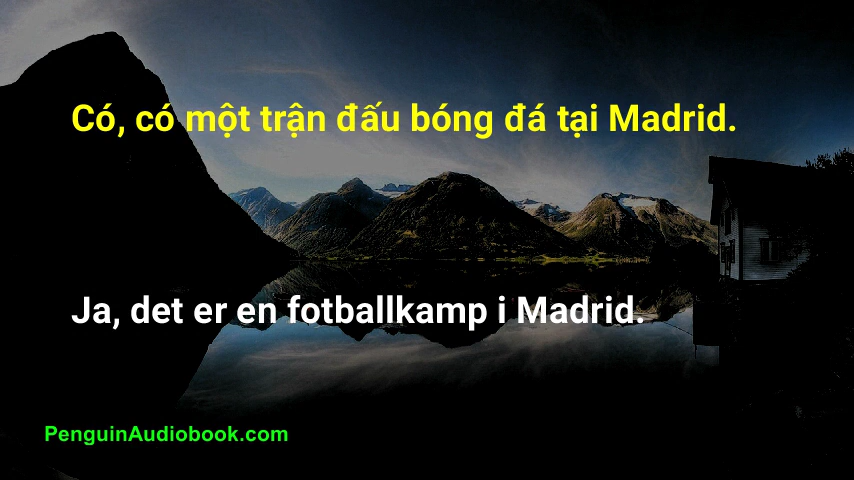 Có, có một trận đấu bóng đá tại Madrid.
Ja, det er en fotballkamp i Madrid.
PenguinAudiobook.com